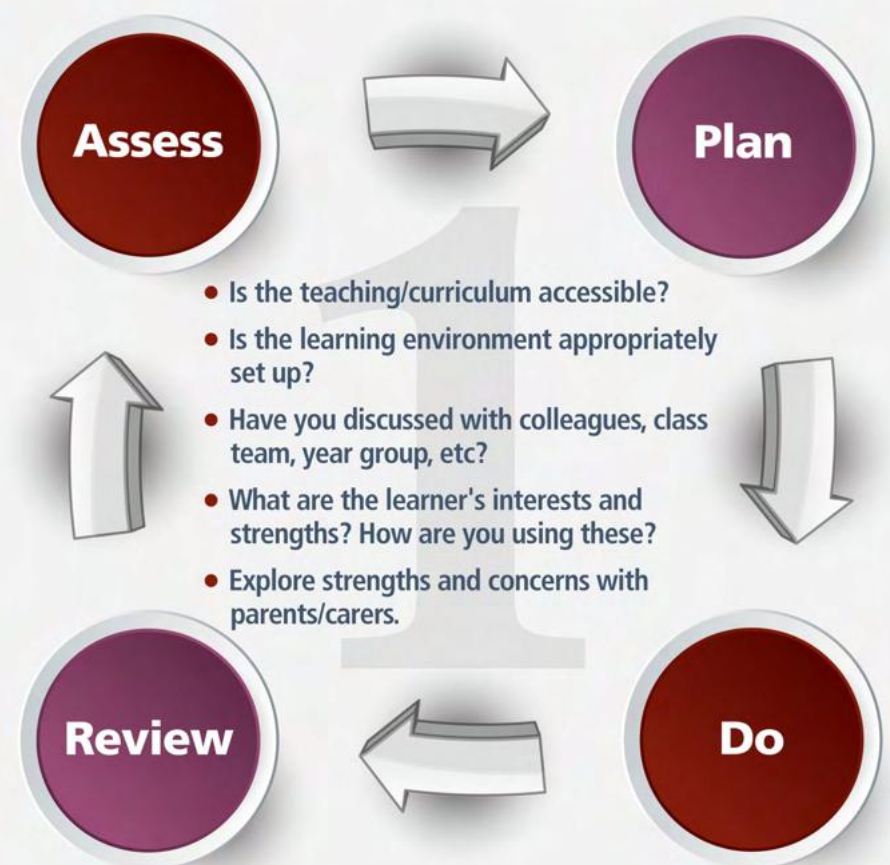 Assess
Plan
1
• Is the teaching/curriculum accessible?
• Is the learning environment appropriately
set up?
• Have you discussed with colleagues, class
team, year group, etc?
• What are the learner's interests and
strengths? How are you using these?
• Explore strengths and concerns with
parents/carers.
Review
Do